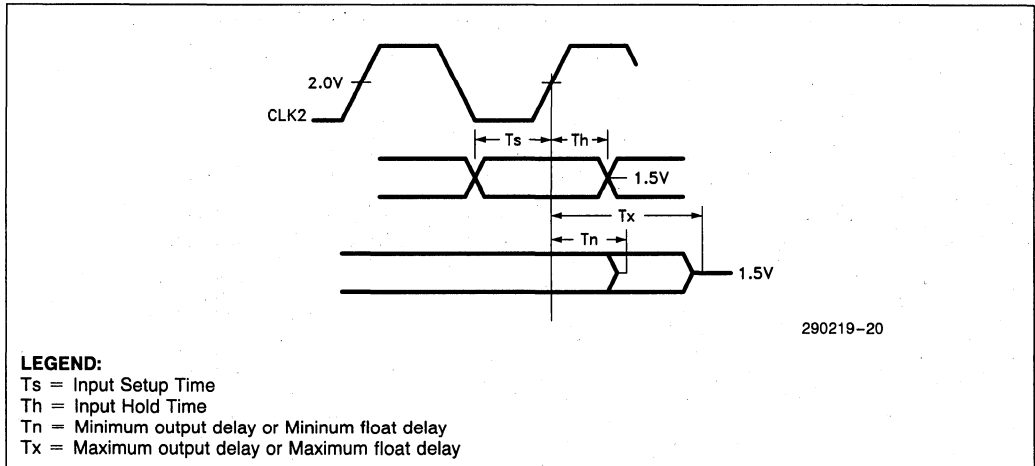 2.0V
CLK2
Ts
Th
1.5V
Tx
Tn
1.5V
290219-20
LEGEND:
Ts = Input Setup Time
Th = Input Hold Time
Tn = Minimum output delay or Mininum float delay
Tx = Maximum output delay or Maximum float delay